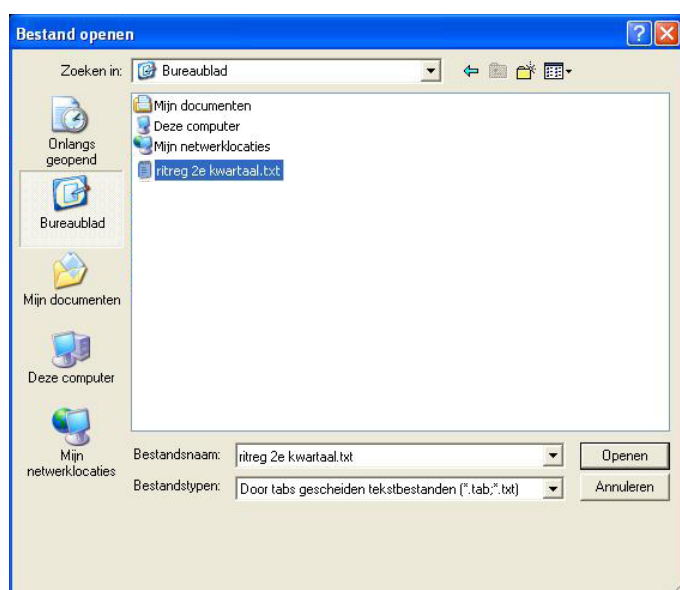 Bestand openen
Zoeken in: Bureaublad
Mijn documenten
Deze computer
Mijn netwerklocaties
ritreg 2e kwartaal.txt
Onlangs
geopend
Bureaublad
Mijn documenten
Deze computer
Mijn
netwerklocaties
Bestandsnaam: ritreg 2e kwartaal.txt Openen
Bestandstypen: Door tabs gescheiden tekstbestanden (*.tab;*.txt) Annuleren